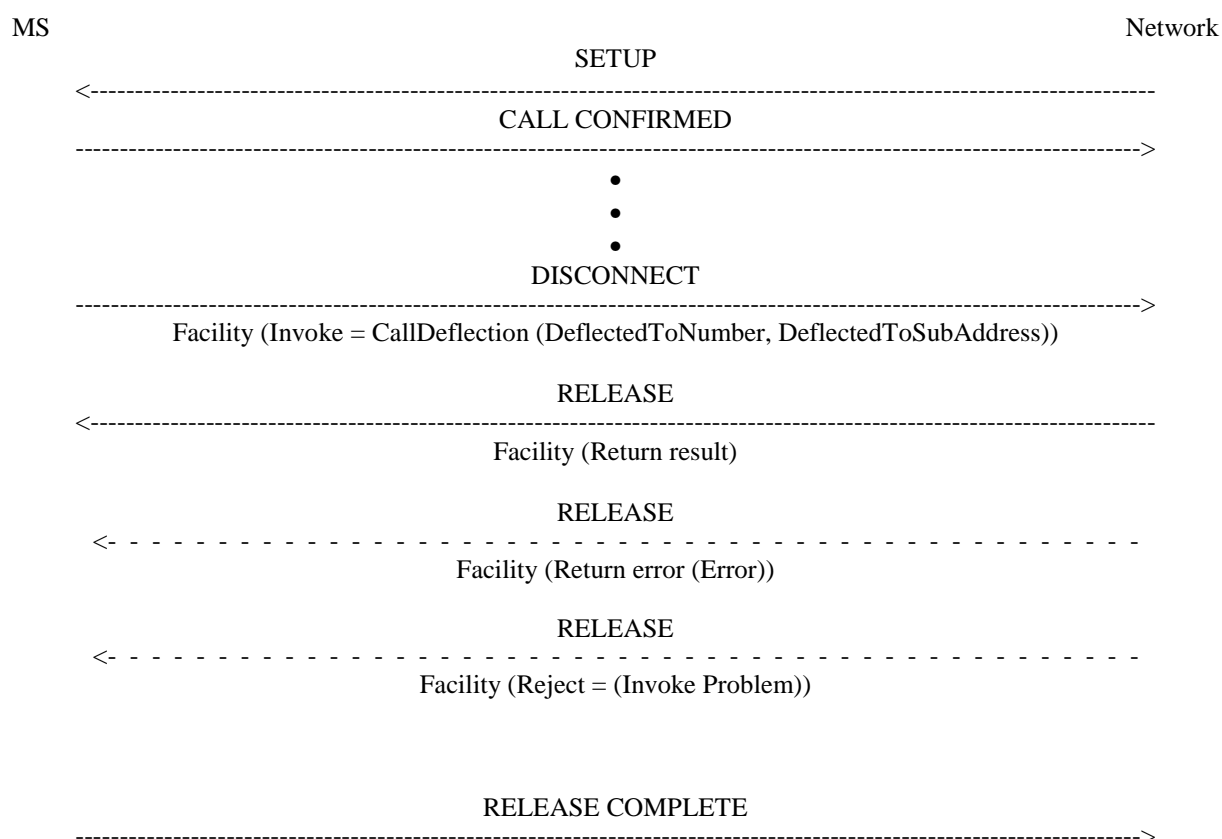 MS Network
SETUP
<----------
CALL CONFIRMED
---------->
•
•
•
DISCONNECT
---------->
Facility (Invoke = CallDeflection (DeflectedToNumber, DeflectedToSubAddress))
RELEASE
<----------
Facility (Return result)
RELEASE
<- - - - - - - - - -
Facility (Return error (Error))
RELEASE
<- - - - - - - - - -
Facility (Reject = (Invoke Problem))
RELEASE COMPLETE
---------->